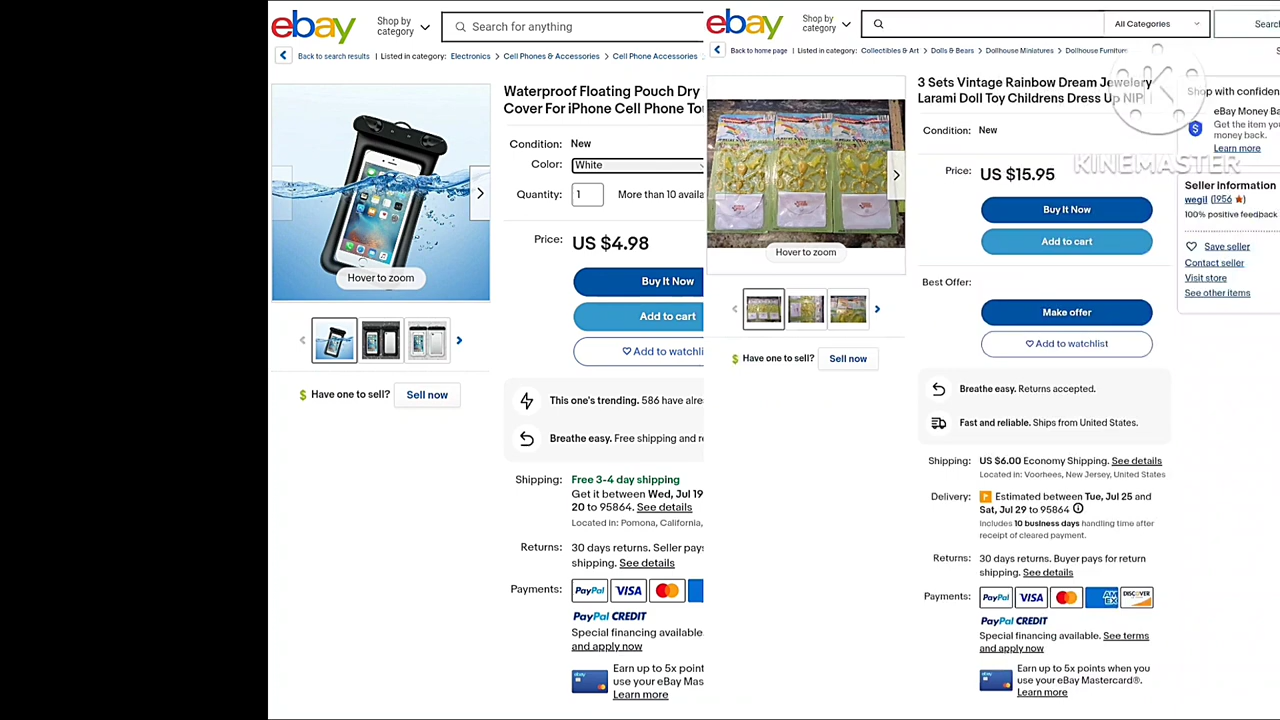 ebay
Shop by
category
Search for anything
Back to search results
Listed in category:
Electronics
Cell Phones & Accessories
Cell Phone Accessories
Waterproof Floating Pouch Dry
Cover For iPhone Cell Phone
Condition: New
Color: White
Quantity: 1 More than 10
Price: US $4.98
Buy It Now
Add to cart
Add to
Hover to zoom
Have one to sell? Sell now
This one's trending. 586 have
Breathe easy. Free shipping and
Shipping: Free 3-4 day shipping
Get it between Wed, Jul 19
20 to 95864. See details
Located in: Pomona, California,
Returns: 30 days returns. Seller
shipping. See details
Payments: PayPal VISA
PayPal CREDIT
Special financing available
and apply now
Earn up to 5x
use your eBay
Learn more
ebay
Shop by
category
All Categories
Back to home page
Listed in category:
Collectibles & Art
Dolls & Bears
Dollhouse Miniatures
Dollhouse
3 Sets Vintage Rainbow Dream Jewelery
Larami Doll Toy Childrens Dress Up NIP
Condition: New
Price: US $15.95
Buy It Now
Add to cart
Best Offer:
Make offer
Add to watchlist
Hover to zoom
Have one to sell? Sell now
Breathe easy. Returns accepted.
Fast and reliable. Ships from United States.
Shipping: US $6.00 Economy Shipping. See details
Located in: Voorhees, New Jersey, United States
Delivery: Estimated between Tue, Jul 25 and
Sat, Jul 29 to 95864
Includes 10 business days handling time after
receipt of cleared payment.
Returns: 30 days returns. Buyer pays for return
shipping. See details
Payments: PayPal VISA AMEX DISCOVER
PayPal CREDIT
Special financing available. See terms
and apply now
Earn up to 5x points when you
use your eBay Mastercard®.
Learn more
Shop with
eBay Money
Get the item
money back.
Learn more
Seller information
wegil (1956)
100% positive feedback
Save seller
Contact seller
Visit store
See other items
KINEMASTER